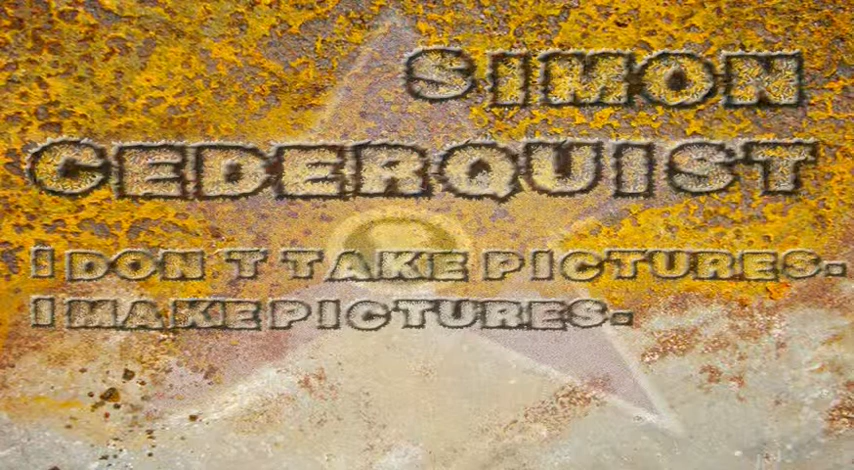 SIMON
CEDERQUIST
I DON T TAKE PICTURES.
I MAKE PICTURES.